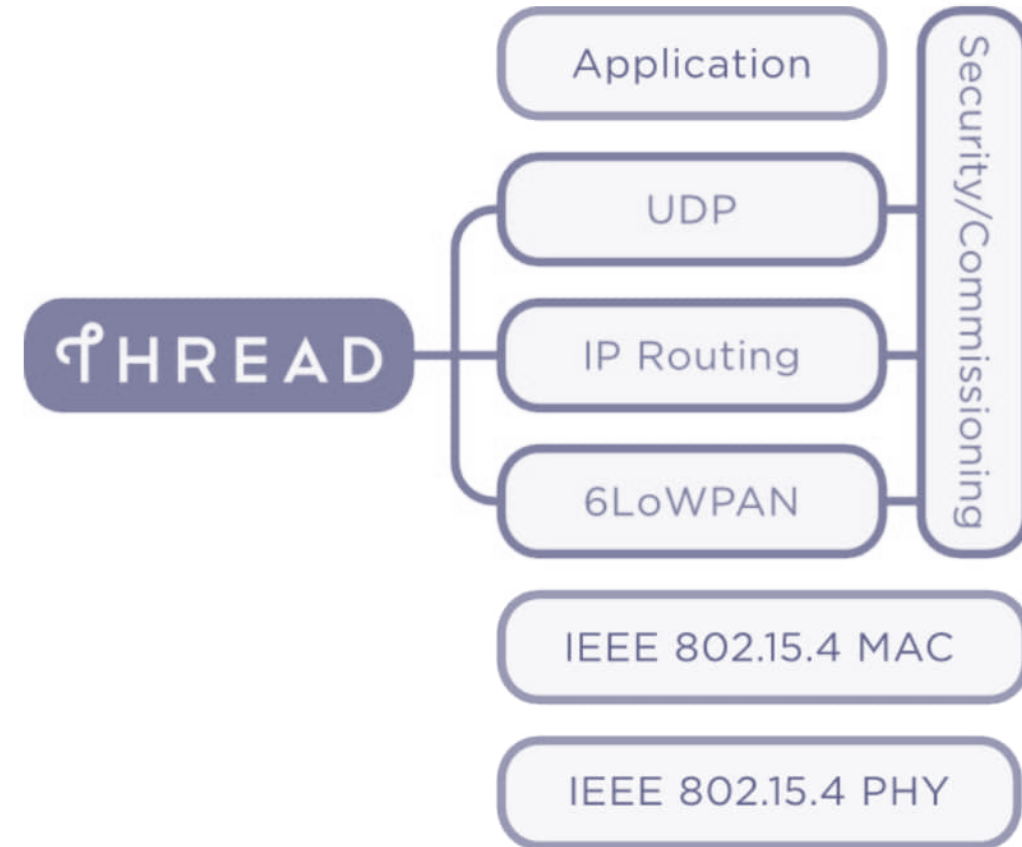 Application
UDP
THREAD
IP Routing
6LoWPAN
Security/Commissioning
IEEE 802.15.4 MAC
IEEE 802.15.4 PHY